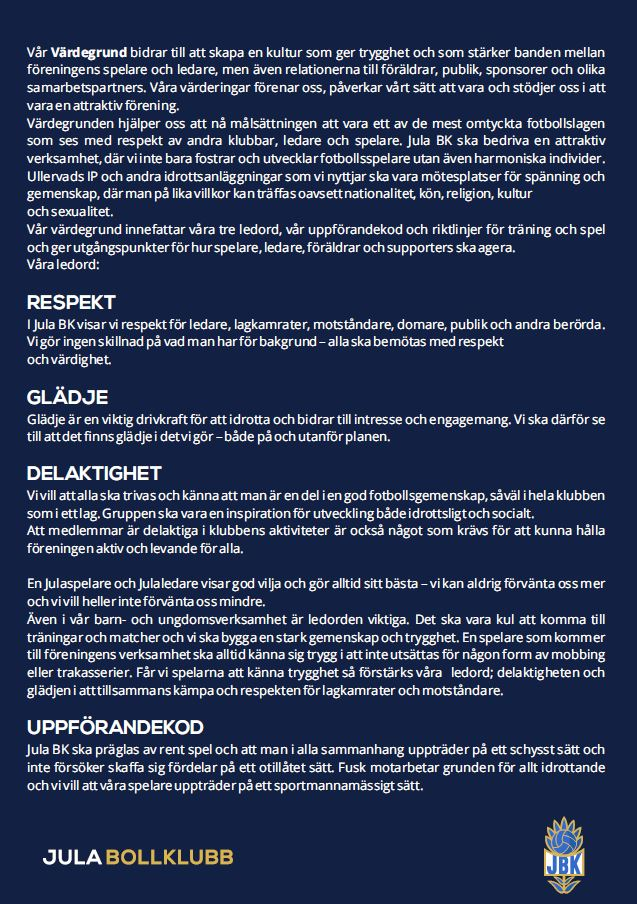 Vår Värdegrund bidrar till att skapa en kultur som ger trygghet och som stärker banden mellan
föreningens spelare och ledare, men även relationerna till föräldrar, publik, sponsorer och olika
samarbetspartners. Våra värderingar förenar oss, påverkar vårt sätt att vara och stödjer oss i att
vara en attraktiv förening.
Värdegrunden hjälper oss att nå målsättningen att vara ett av de mest omtyckta fotbollslagen
som ses med respekt av andra klubbar, ledare och spelare. Jula BK ska bedriva en attraktiv
verksamhet, där vi inte bara fostrar och utvecklar fotbollsspelare utan även harmoniska individer.
Ullervads IP och andra idrottsanläggningar som vi nyttjar ska vara mötesplatser för spänning och
gemenskap, där man på lika villkor kan träffas oavsett nationalitet, kön, religion, kultur
och sexualitet.
Vår värdegrund innefattar våra tre ledord, vår uppförandekod och riktlinjer för träning och spel
och ger utgångspunkter för hur spelare, ledare, föräldrar och supporters ska agera.
Våra ledord:
RESPEKT
I Jula BK visar vi respekt för ledare, lagkamrater, motståndare, domare, publik och andra berörda.
Vi gör ingen skillnad på vad man har för bakgrund – alla ska bemötas med respekt
och värdighet.
GLÄDJE
Glädje är en viktig drivkraft för att idrotta och bidrar till intresse och engagemang. Vi ska därför se
till att det finns glädje i det vi gör – både på och utanför planen.
DELAKTIGHET
Vi vill att alla ska trivas och känna att man är en del i en god fotbollsgemenskap, såväl i hela klubben
som i ett lag. Gruppen ska vara en inspiration för utveckling både idrottsligt och socialt.
Att medlemmar är delaktiga i klubbens aktiviteter är också något som krävs för att kunna hålla
föreningen aktiv och levande för alla.
En Julaspelare och Julaledare visar god vilja och gör alltid sitt bästa – vi kan aldrig förvänta oss mer
och vi vill heller inte förvänta oss mindre.
Även i vår barn- och ungdomsverksamhet är ledorden viktiga. Det ska vara kul att komma till
träningar och matcher och vi ska bygga en stark gemenskap och trygghet. En spelare som kommer
till föreningens verksamhet ska alltid känna sig trygg i att inte utsättas för någon form av mobbing
eller trakasserier. Får vi spelarna att känna trygghet så förstärks våra ledord; delaktigheten och
glädjen i att tillsammans kämpa och respekten för lagkamrater och motståndare.
UPPFÖRANDEKOD
Jula BK ska präglas av rent spel och att man i alla sammanhang uppträder på ett schysst sätt och
inte försöker skaffa sig fördelar på ett otillåtet sätt. Fusk motarbetar grunden för allt idrottande
och vi vill att våra spelare uppträder på ett sportmannamässigt sätt.
JULA BOLLKLUBB
JBK